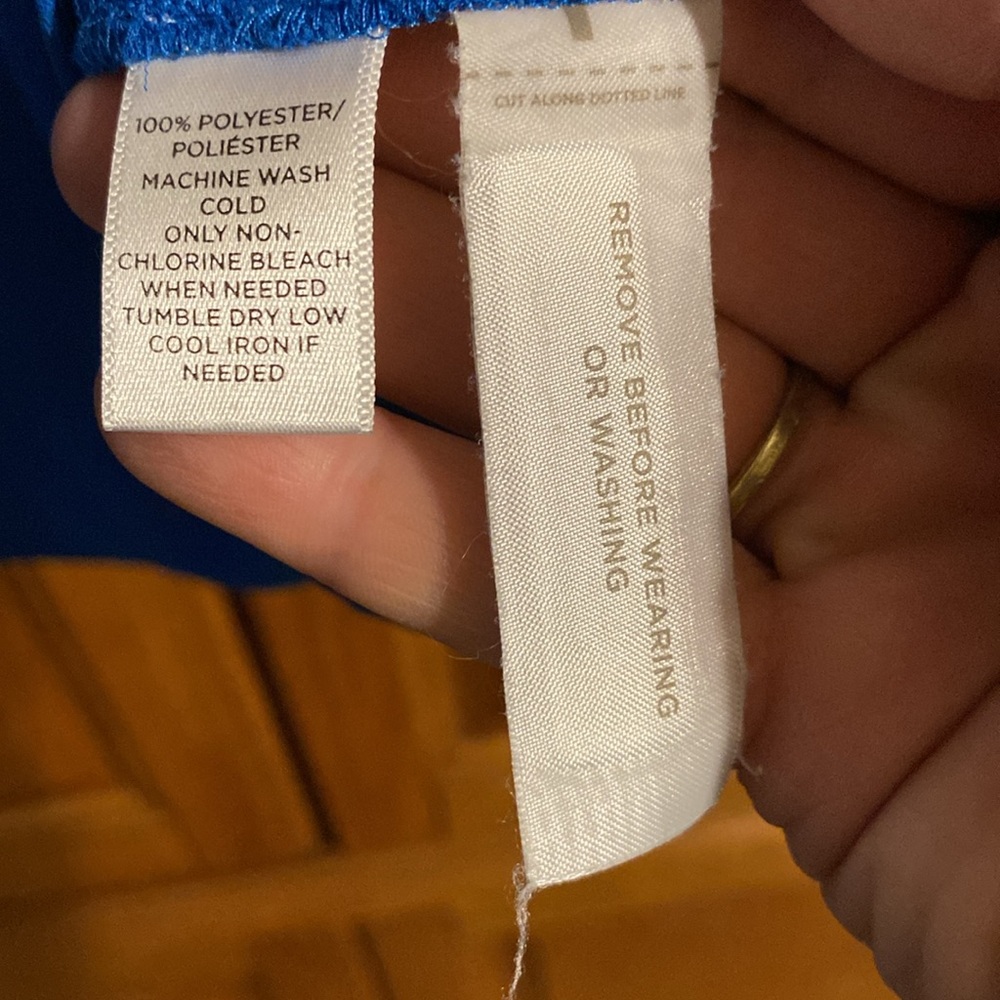 100% POLYESTER/
POLIÉSTER
MACHINE WASH
COLD
ONLY NON-
CHLORINE BLEACH
WHEN NEEDED
TUMBLE DRY LOW
COOL IRON IF
NEEDED
CUT ALONG DOTTED LINE
REMOVE BEFORE WEARING
OR WASHING